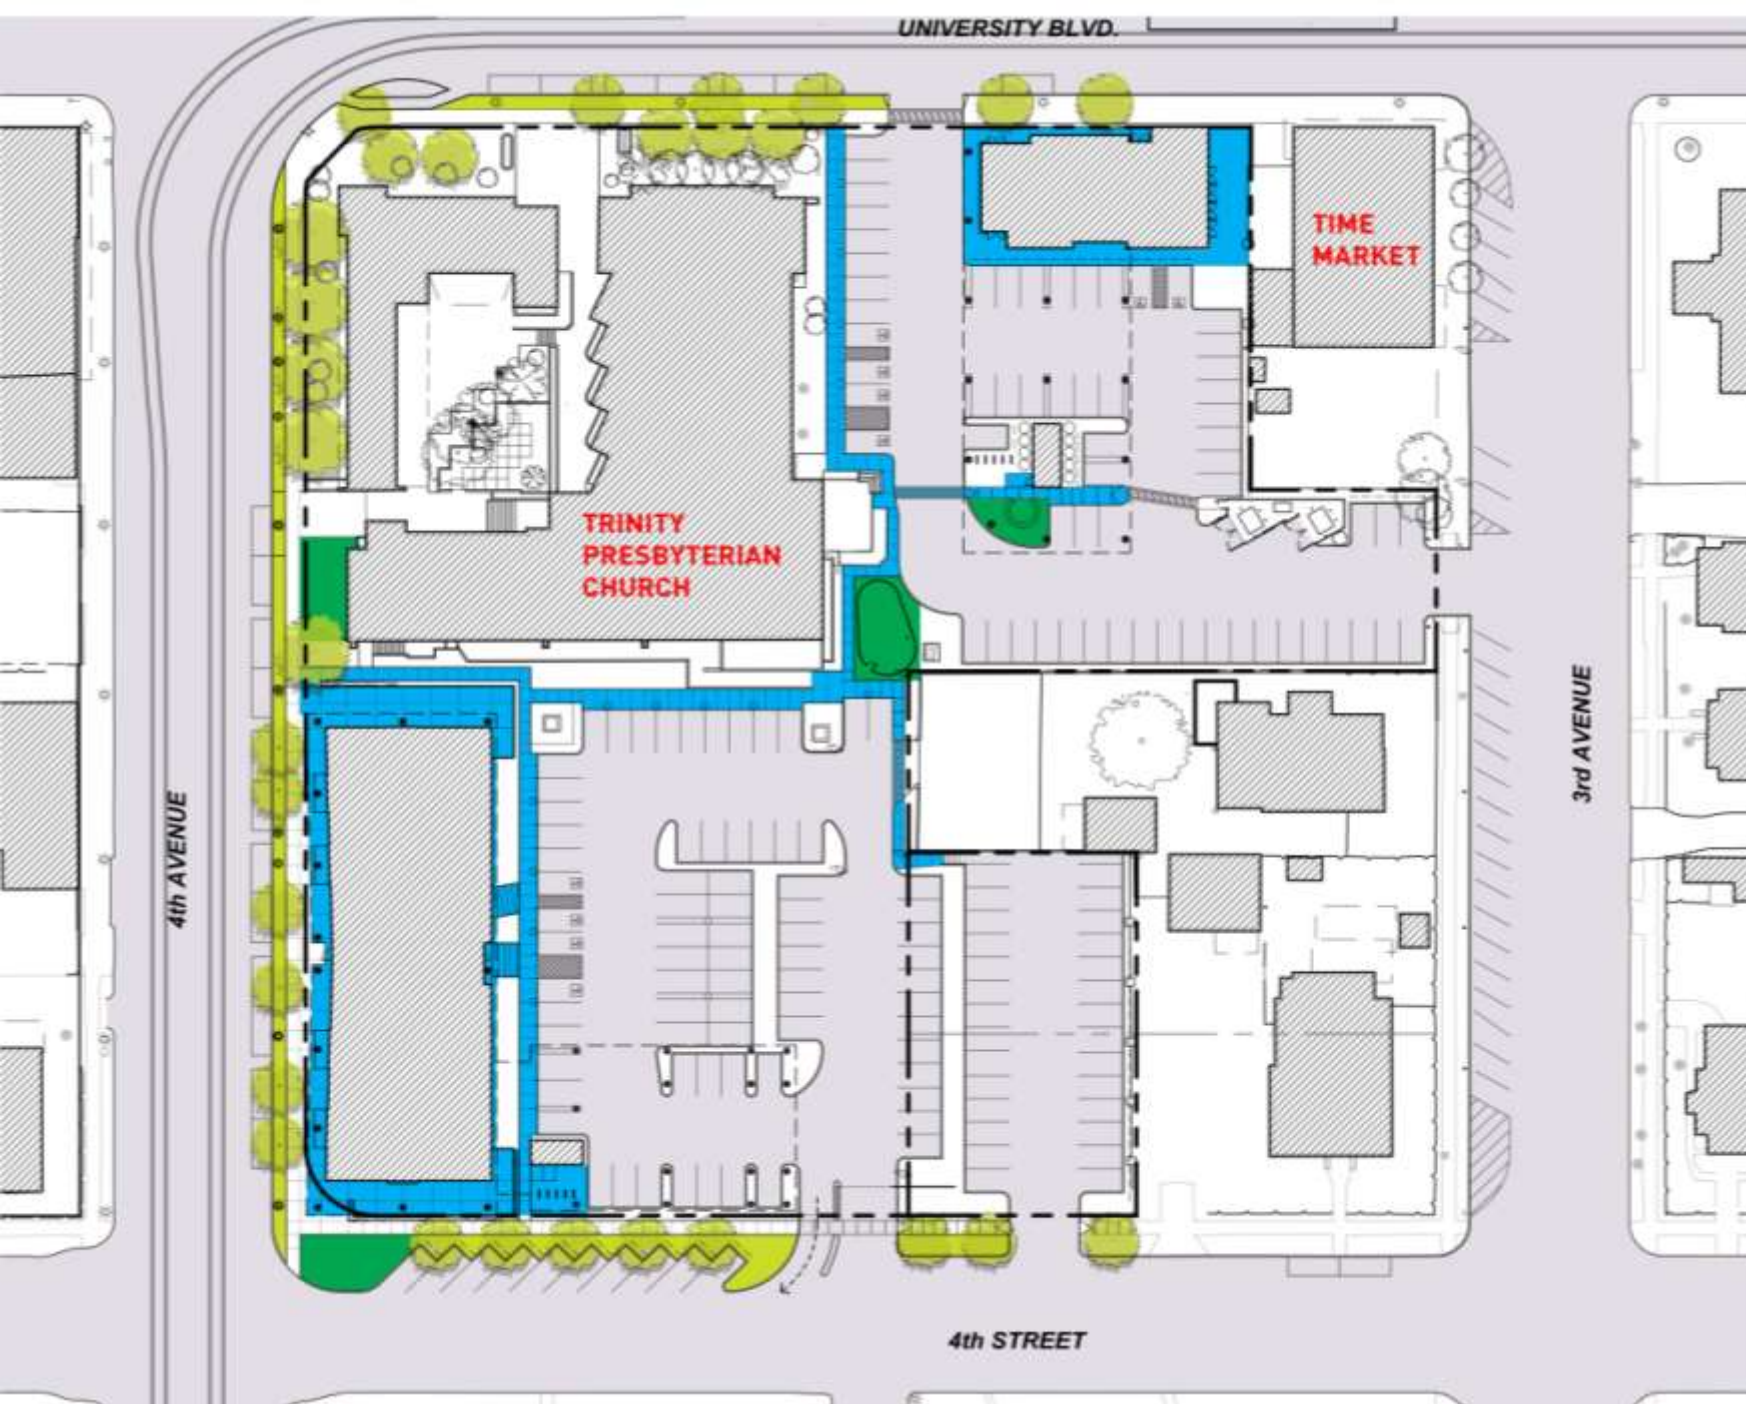 UNIVERSITY BLVD.
TIME
MARKET
TRINITY
PRESBYTERIAN
CHURCH
3rd AVENUE
4th AVENUE
4th STREET